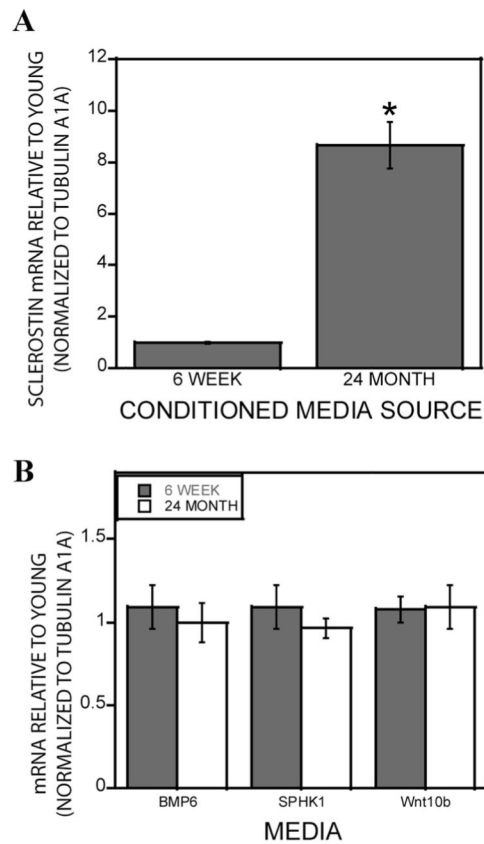 A
SCLEROSTIN mRNA RELATIVE TO YOUNG
(NORMALIZED TO TUBULIN A1A)
12
10
8
6
4
2
0
*
6 WEEK
24 MONTH
CONDITIONED MEDIA SOURCE
B
mRNA RELATIVE TO YOUNG
(NORMALIZED TO TUBULIN A1A)
6 WEEK
24 MONTH
1.5
1
0.5
0
BMP6
SPHK1
Wnt10b
MEDIA